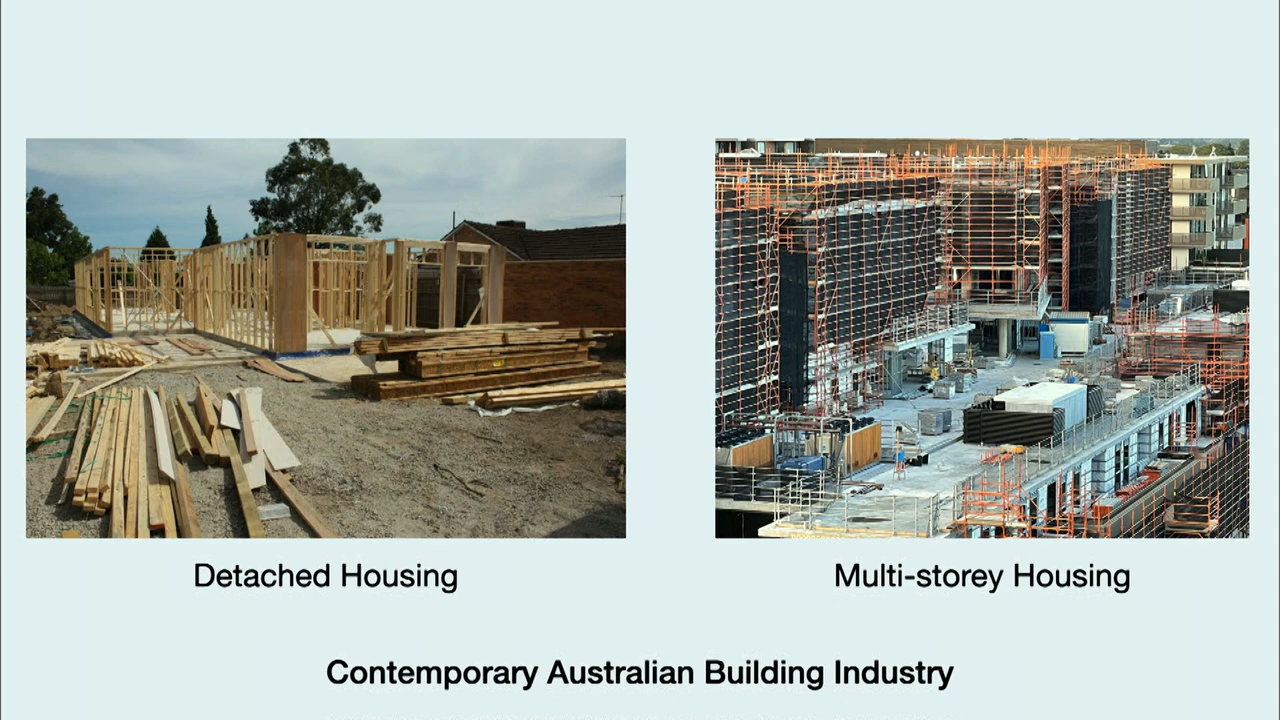 Detached Housing
Multi-storey Housing
Contemporary Australian Building Industry